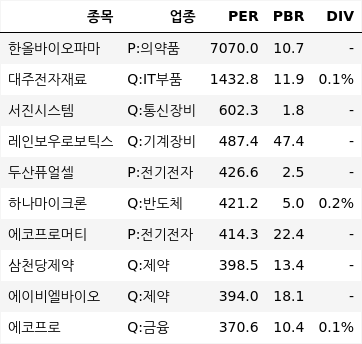 종목 업종 PER PBR DIV
한올바이오파마 P:의약품 7070.0 10.7 -
대주전자재료 Q:IT부품 1432.8 11.9 0.1%
서진시스템 Q:통신장비 602.3 1.8 -
레인보우로보틱스 Q:기계장비 487.4 47.4 -
두산퓨얼셀 P:전기전자 426.6 2.5 -
하나마이크론 Q:반도체 421.2 5.0 0.2%
에코프로머티 P:전기전자 414.3 22.4 -
삼천당제약 Q:제약 398.5 13.4 -
에이비엘바이오 Q:제약 394.0 18.1 -
에코프로 Q:금융 370.6 10.4 0.1%